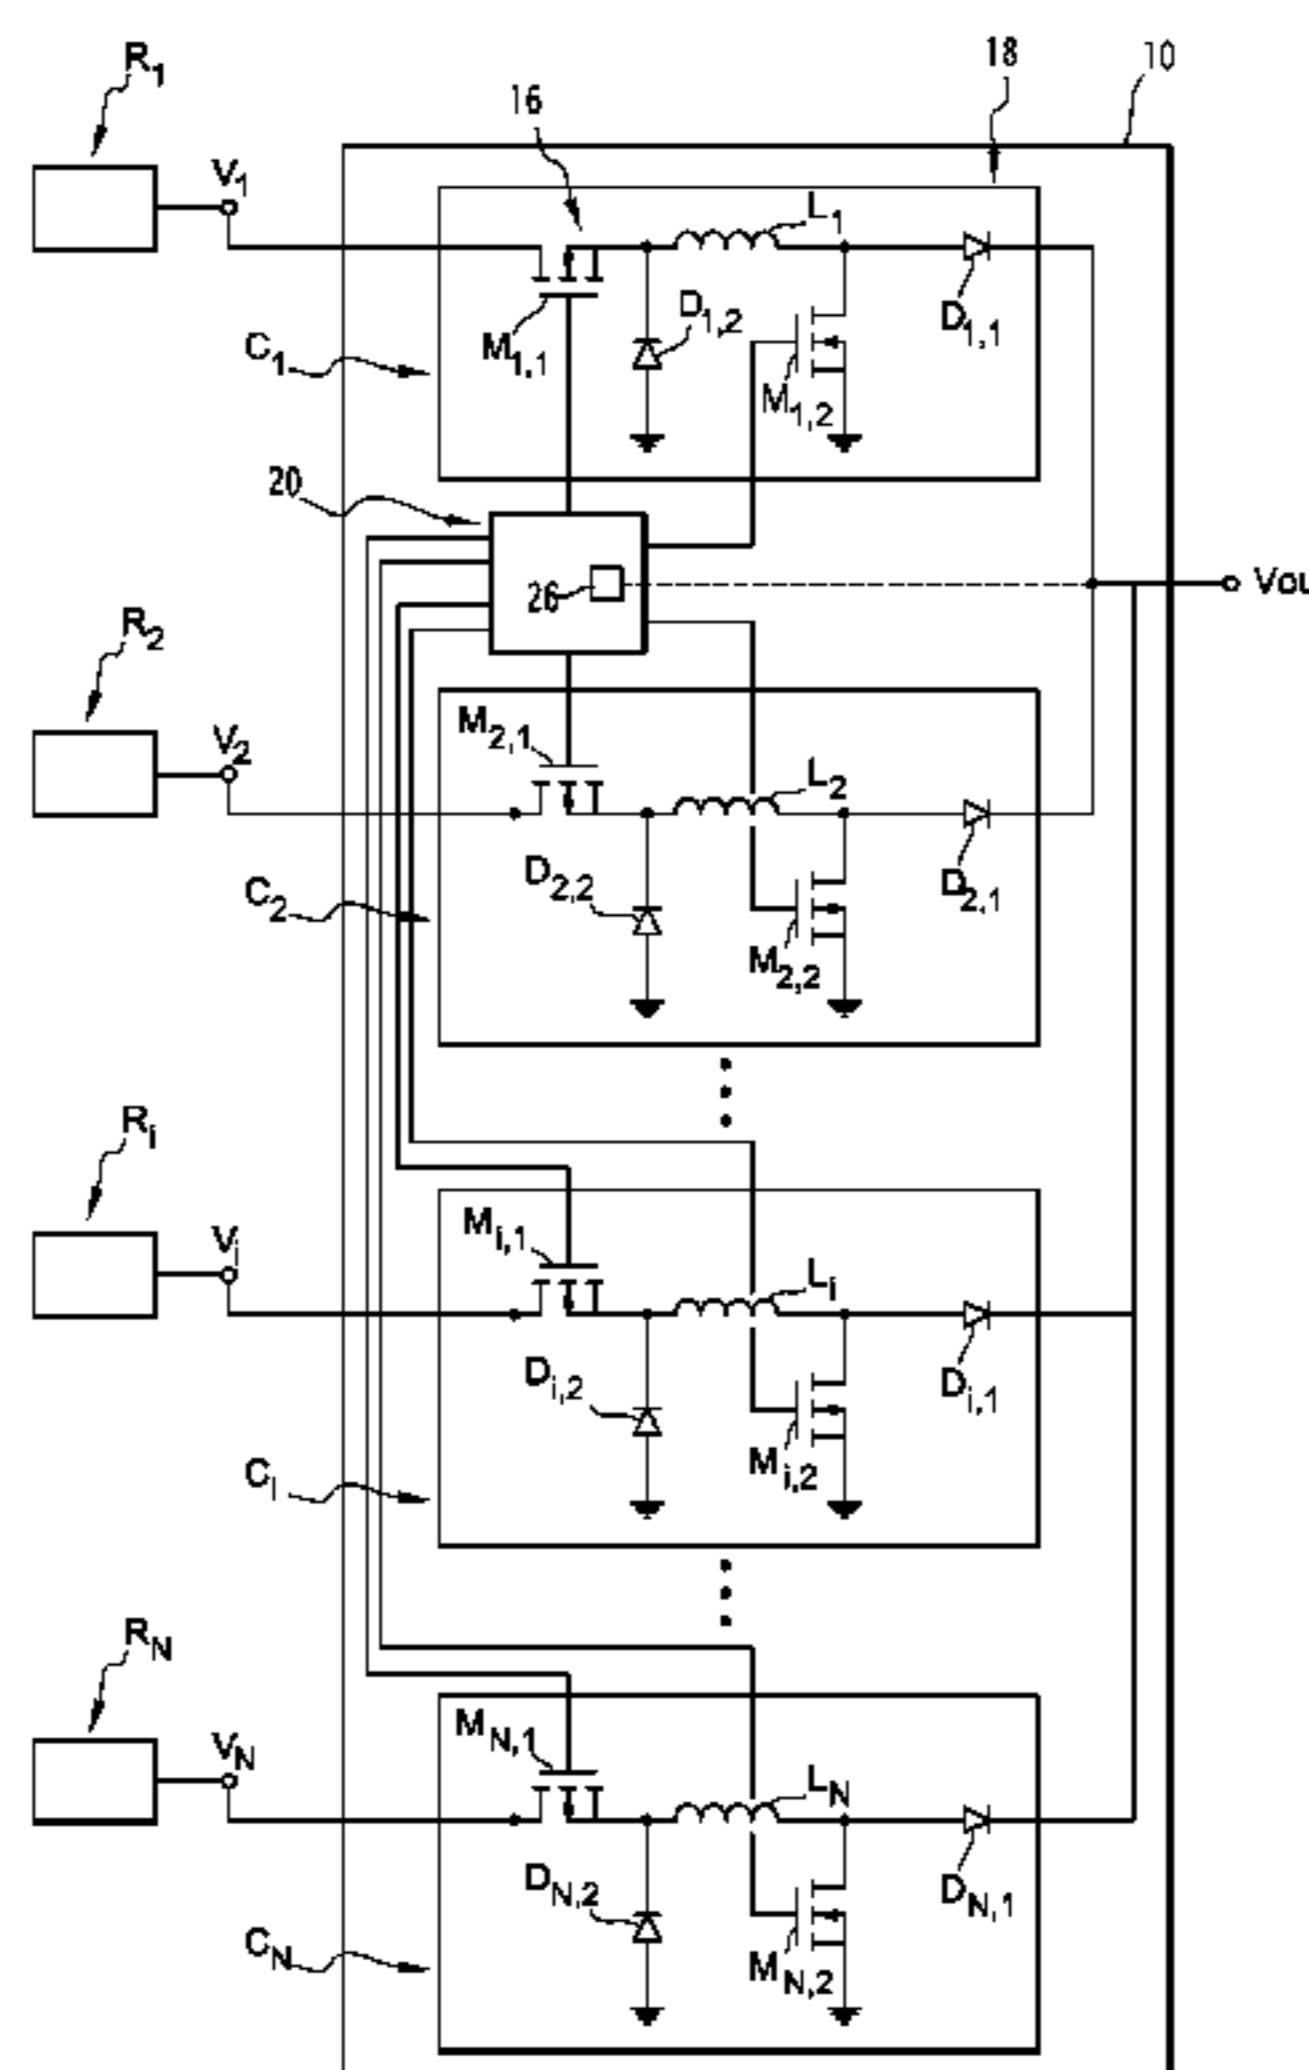 R1
18
10
16
V1
L1
D1,2
D1,1
C1
M1,1
M1,2
20
26
R2
M2,1
V2
L2
D2,2
D2,1
C2
M2,2
Ri
Mi,1
Vi
Li
Di,2
Di,1
Ci
Mi,2
RN
MN,1
VN
LN
DN,2
DN,1
CN
MN,2